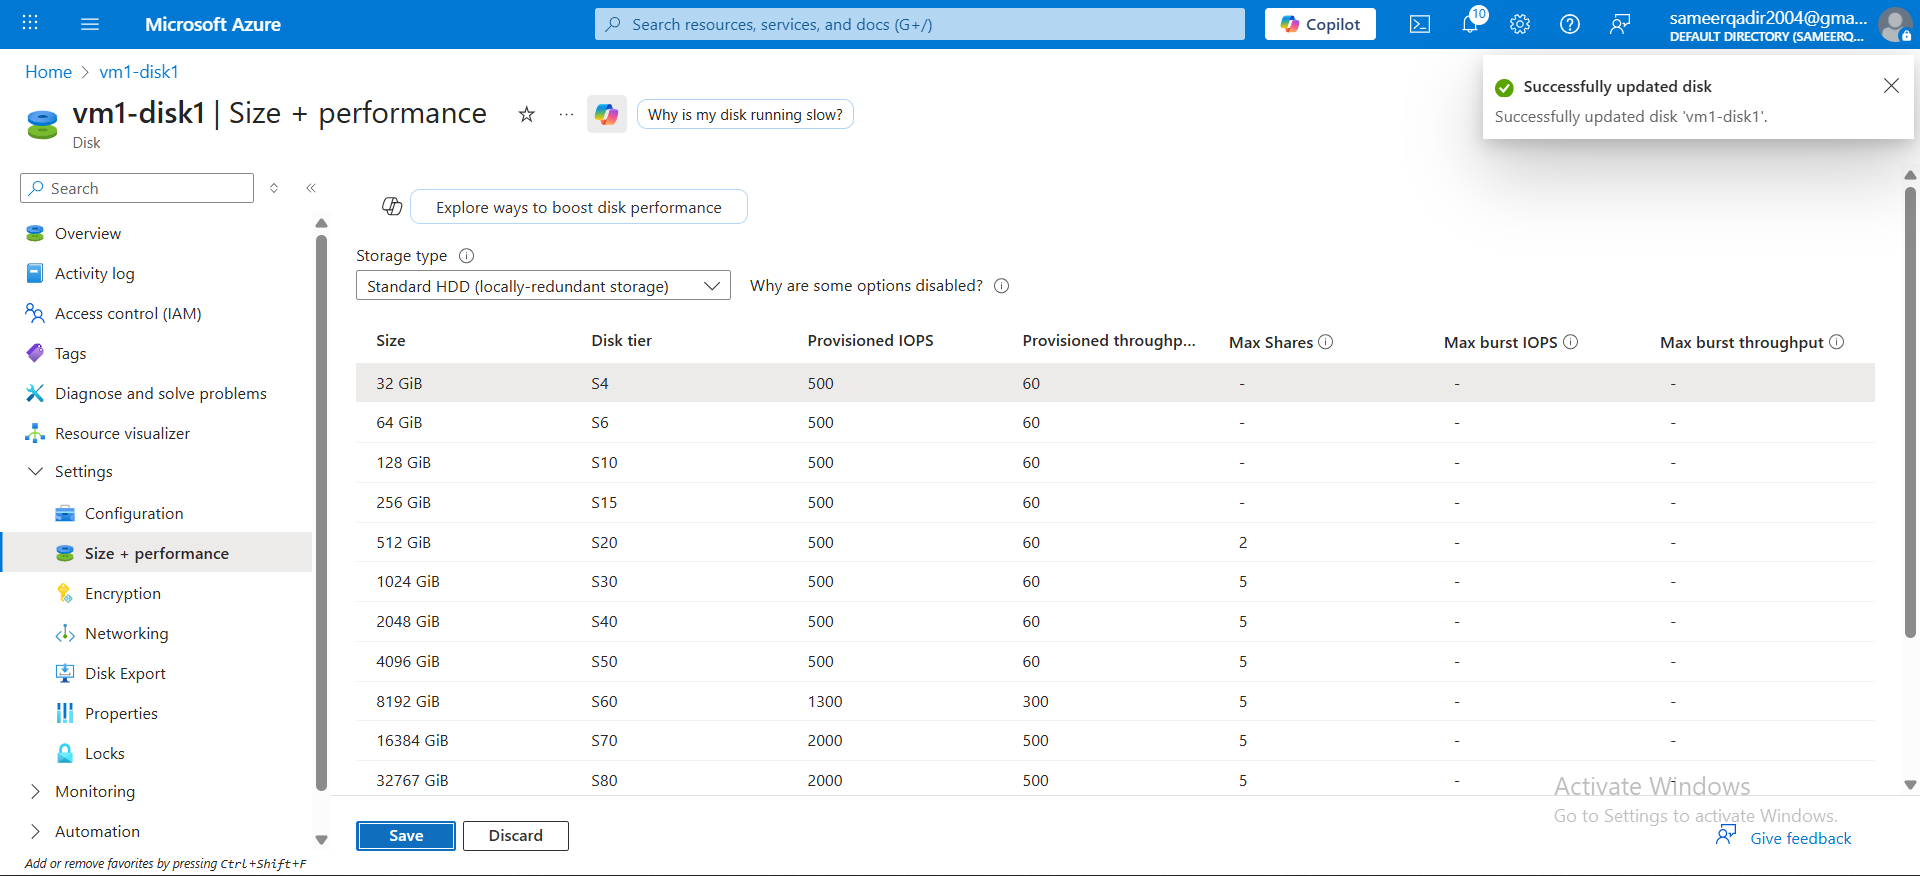 Microsoft Azure
Search resources, services, and docs (G+/)
Copilot
10
sameerqadir2004@gma...
DEFAULT DIRECTORY (SAMEERQ...
Home > vm1-disk1
Successfully updated disk
Successfully updated disk 'vm1-disk1'.
vm1-disk1 | Size + performance
Why is my disk running slow?
Disk
Search
Overview
Activity log
Access control (IAM)
Tags
Diagnose and solve problems
Resource visualizer
Settings
Configuration
Size + performance
Encryption
Networking
Disk Export
Properties
Locks
Monitoring
Automation
Add or remove favorites by pressing Ctrl+Shift+F
Explore ways to boost disk performance
Storage type
Standard HDD (locally-redundant storage)
Why are some options disabled?
Size Disk tier Provisioned IOPS Provisioned throughp... Max Shares Max burst IOPS Max burst throughput
32 GiB S4 500 60 - - -
64 GiB S6 500 60 - - -
128 GiB S10 500 60 - - -
256 GiB S15 500 60 - - -
512 GiB S20 500 60 2 - -
1024 GiB S30 500 60 5 - -
2048 GiB S40 500 60 5 - -
4096 GiB S50 500 60 5 - -
8192 GiB S60 1300 300 5 - -
16384 GiB S70 2000 500 5 - -
32767 GiB S80 2000 500 5 - -
Activate Windows
Go to Settings to activate Windows.
Save
Discard
Give feedback